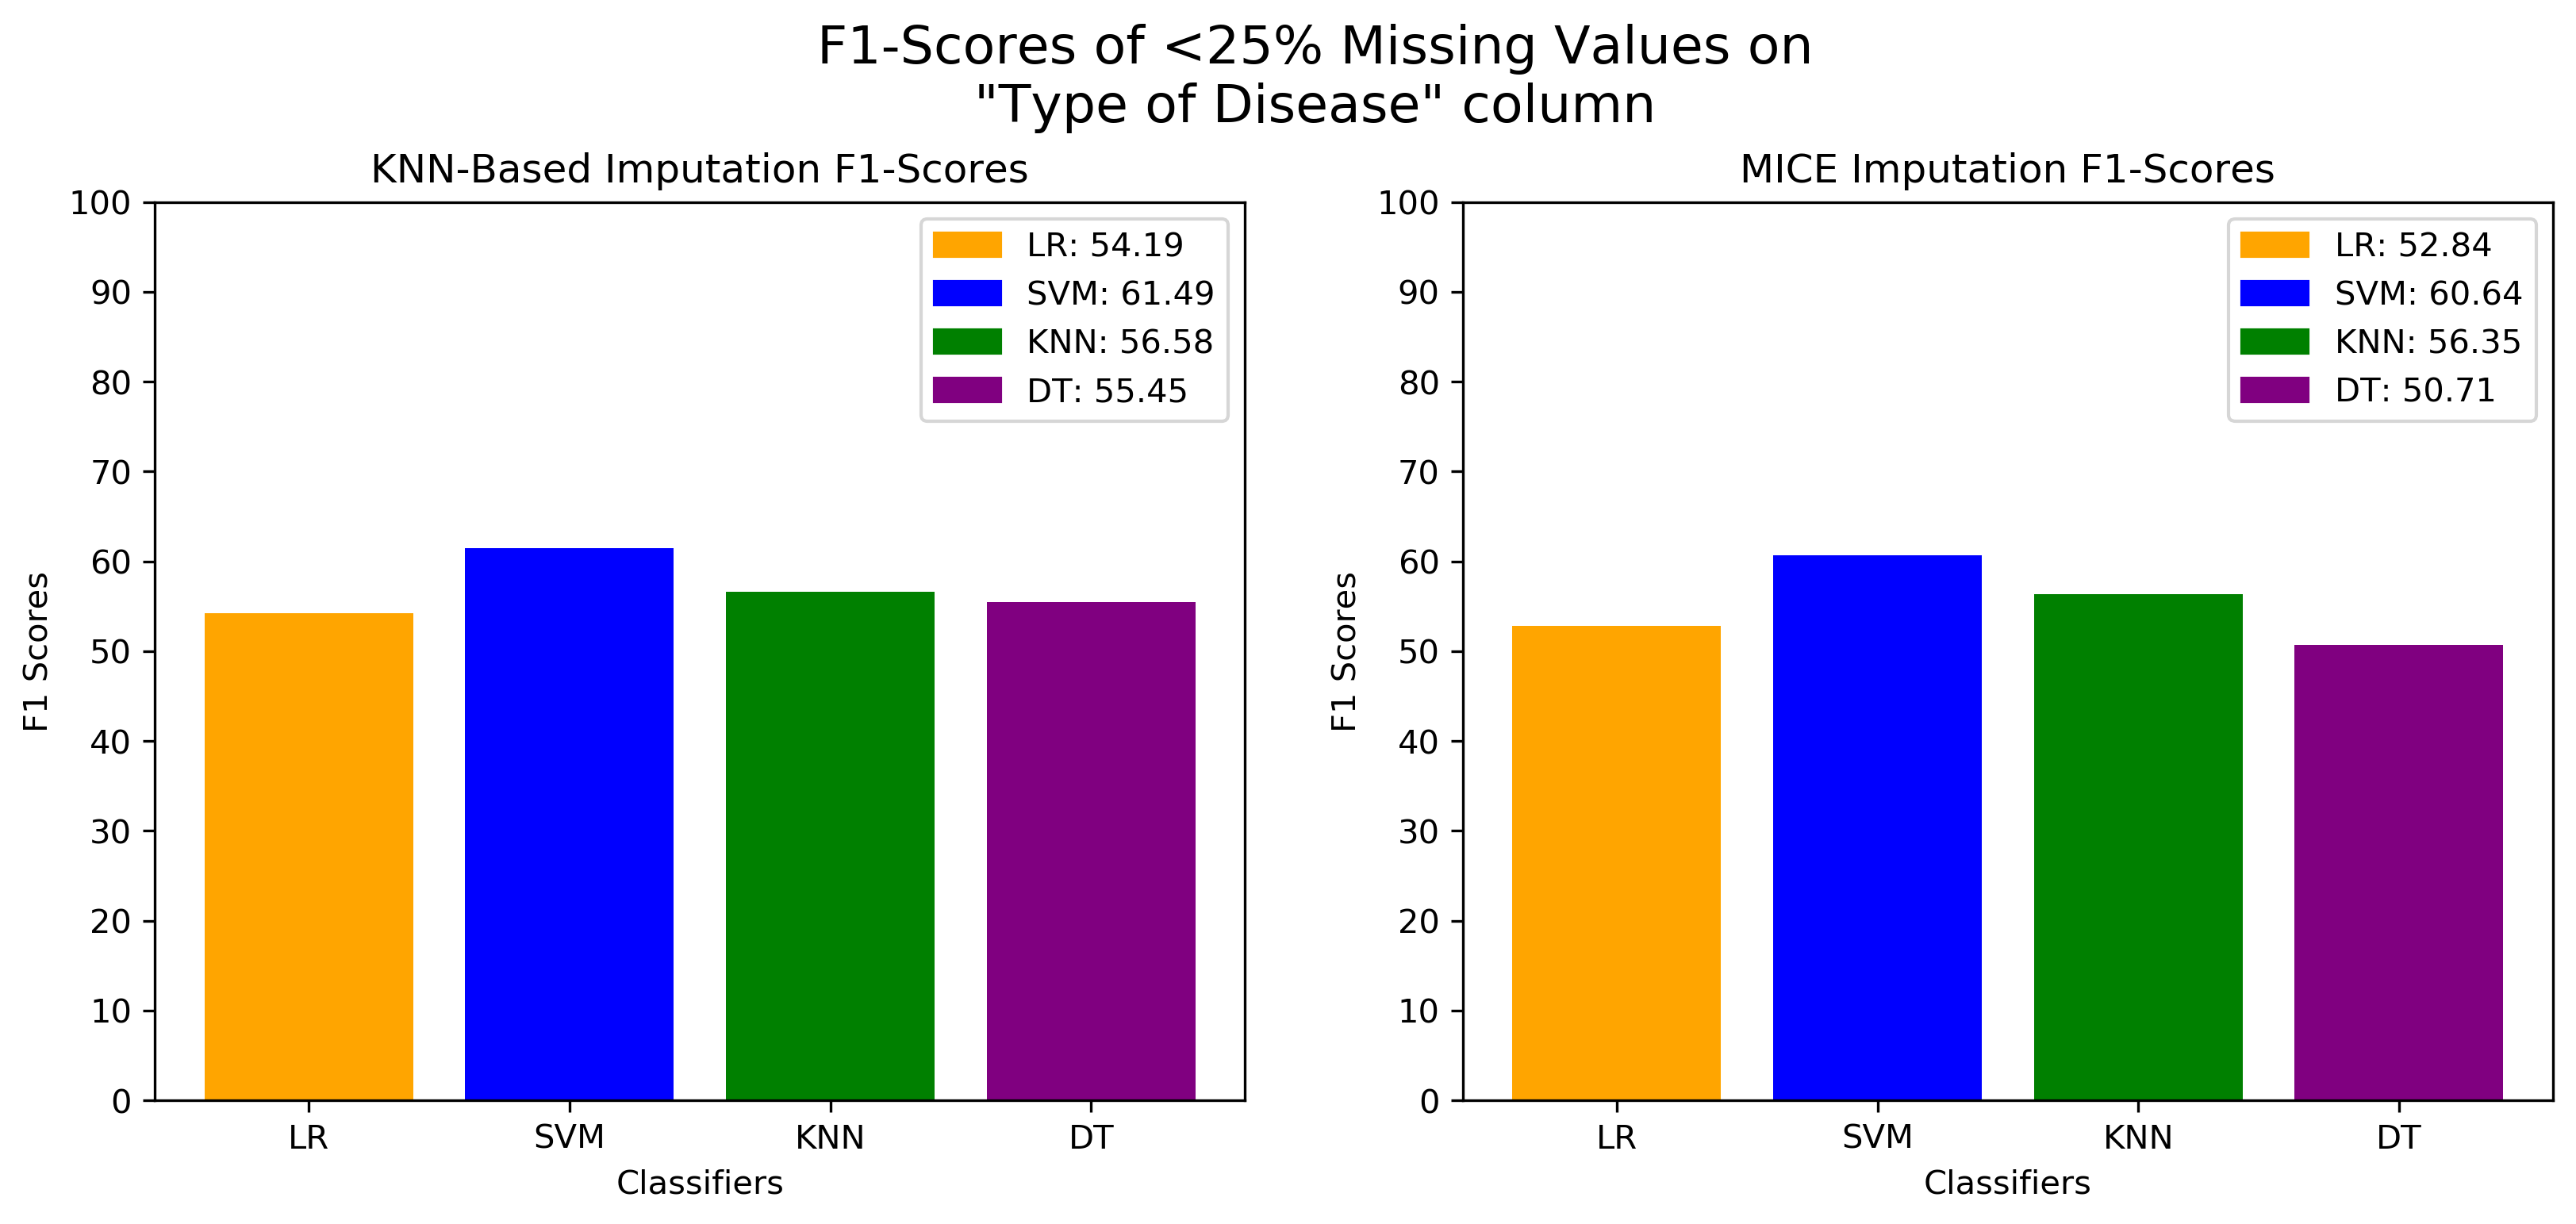 F1-Scores of <25% Missing Values on
"Type of Disease" column
KNN-Based Imputation F1-Scores
100
90
80
70
60
50
40
30
20
10
0
F1 Scores
LR: 54.19
SVM: 61.49
KNN: 56.58
DT: 55.45
LR SVM KNN DT
Classifiers
MICE Imputation F1-Scores
100
90
80
70
60
50
40
30
20
10
0
F1 Scores
LR: 52.84
SVM: 60.64
KNN: 56.35
DT: 50.71
LR SVM KNN DT
Classifiers